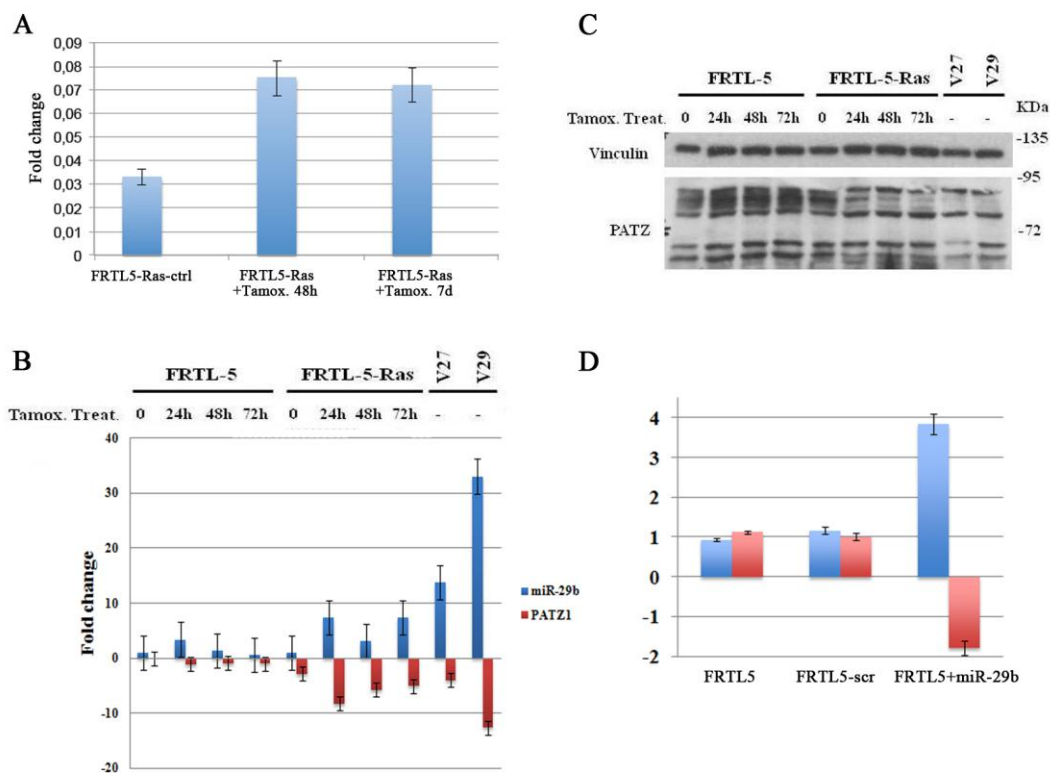 A
0,09
0,08
0,07
0,06
0,05
0,04
0,03
0,02
0,01
0
Fold change
FRTL5-Ras-ctrl
FRTL5-Ras
+Tamox. 48h
FRTL5-Ras
+Tamox. 7d
C
FRTL-5 FRTL-5-Ras V27 V29
KDa
Tamox. Treat. 0 24h 48h 72h 0 24h 48h 72h - -
Vinculin
-135
-95
PATZ
-72
B
FRTL-5 FRTL-5-Ras V27 V29
Tamox. Treat. 0 24h 48h 72h 0 24h 48h 72h - -
40
30
20
10
0
-10
-20
Fold change
miR-29b
PATZ1
D
4
3
2
1
0
-1
-2
FRTL5 FRTL5-scr FRTL5+miR-29b